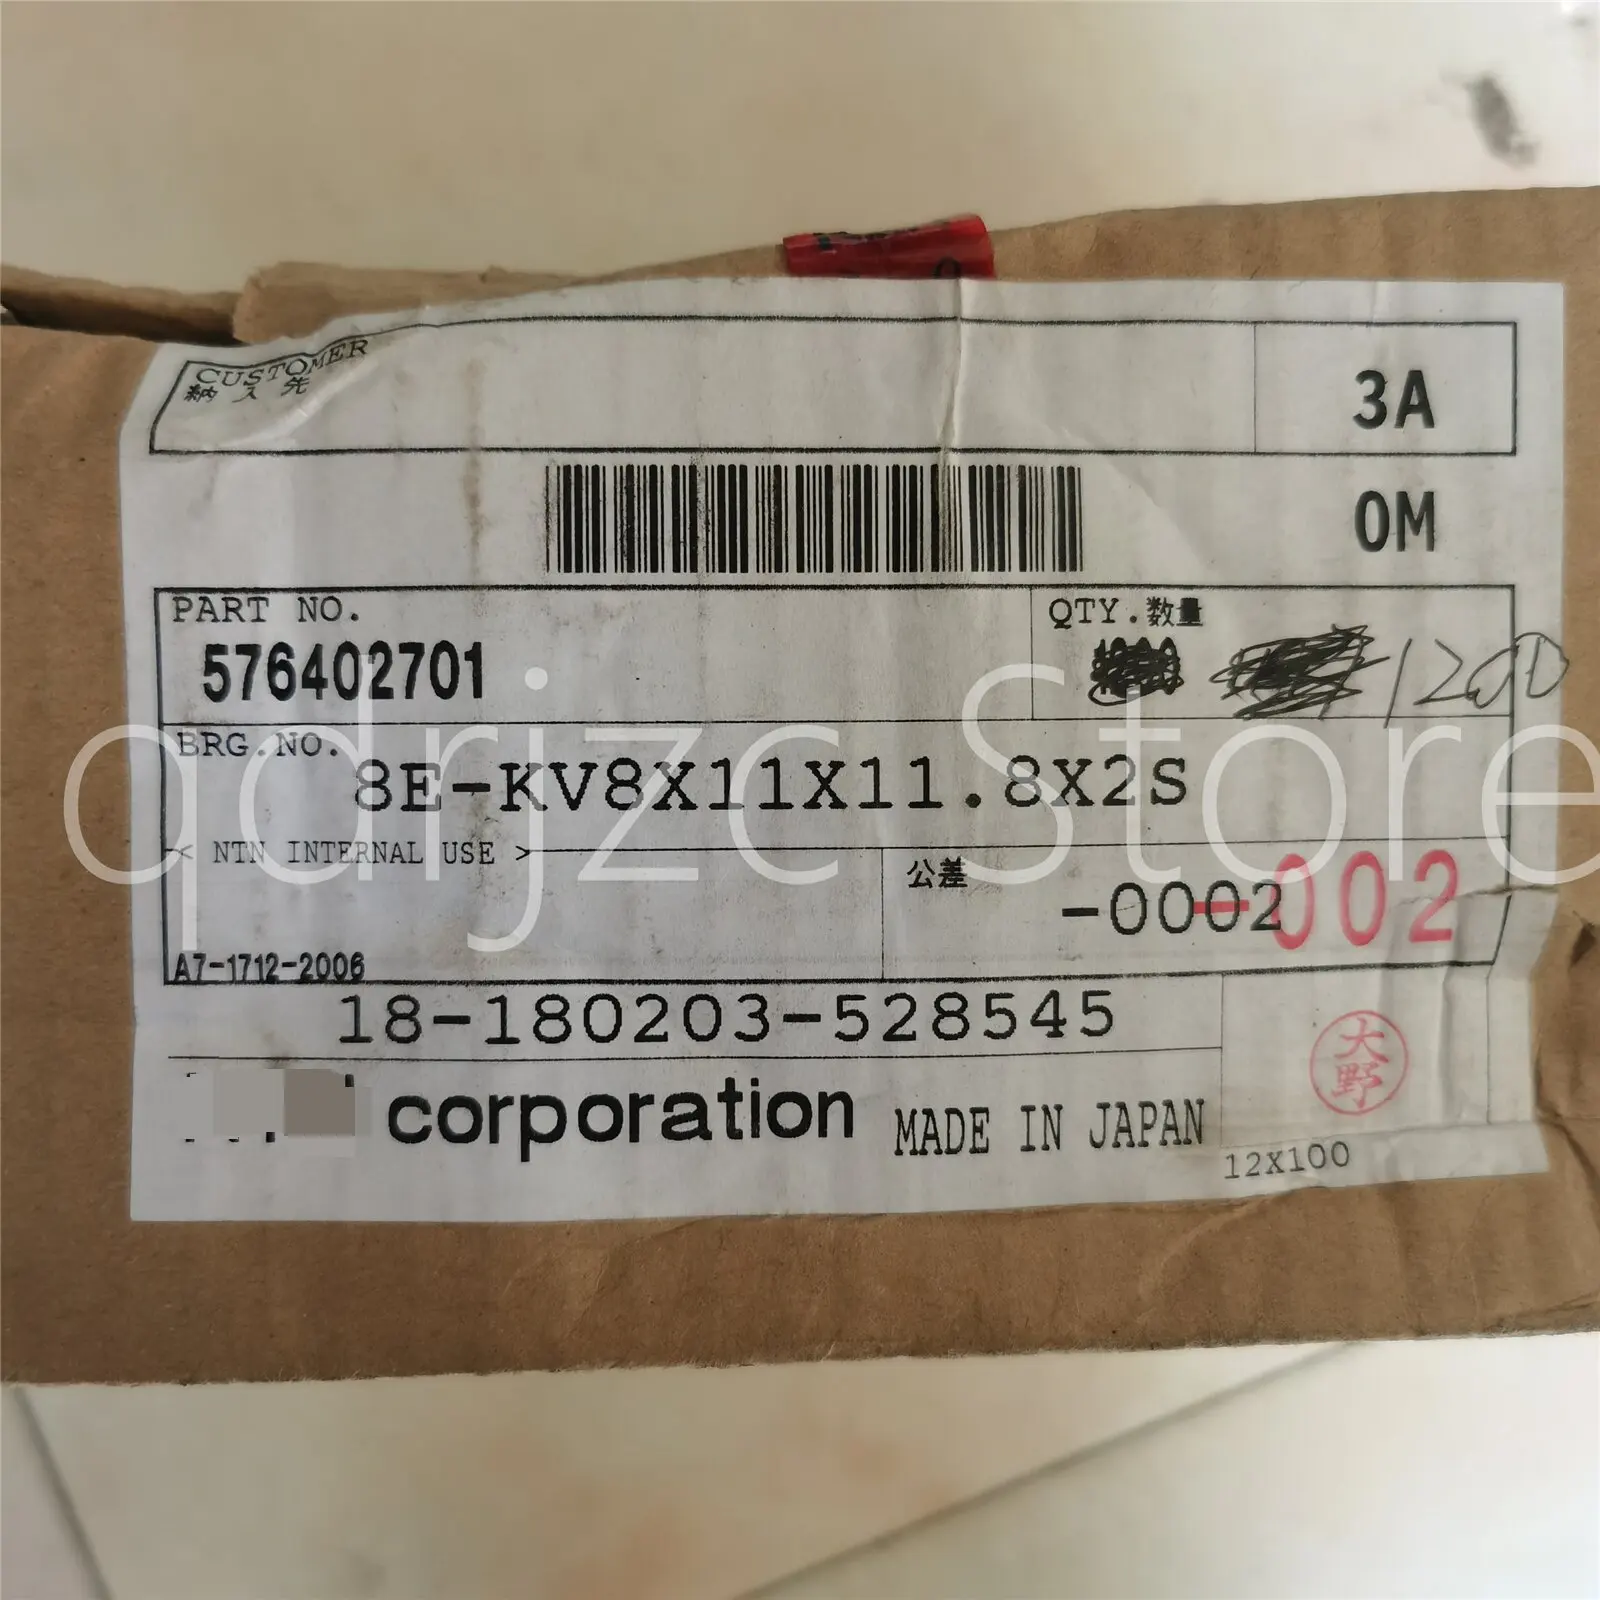 CUSTOMER
納入先
3A
0M
PART NO.
576402701
QTY.数量
1200
BRG.NO.
8E-KV8X11X11.8X2S
< NTN INTERNAL USE >
公差
-0002
002
A7-1712-2006
18-180203-528545
大野
corporation MADE IN JAPAN
12X100
qdrjzc Store